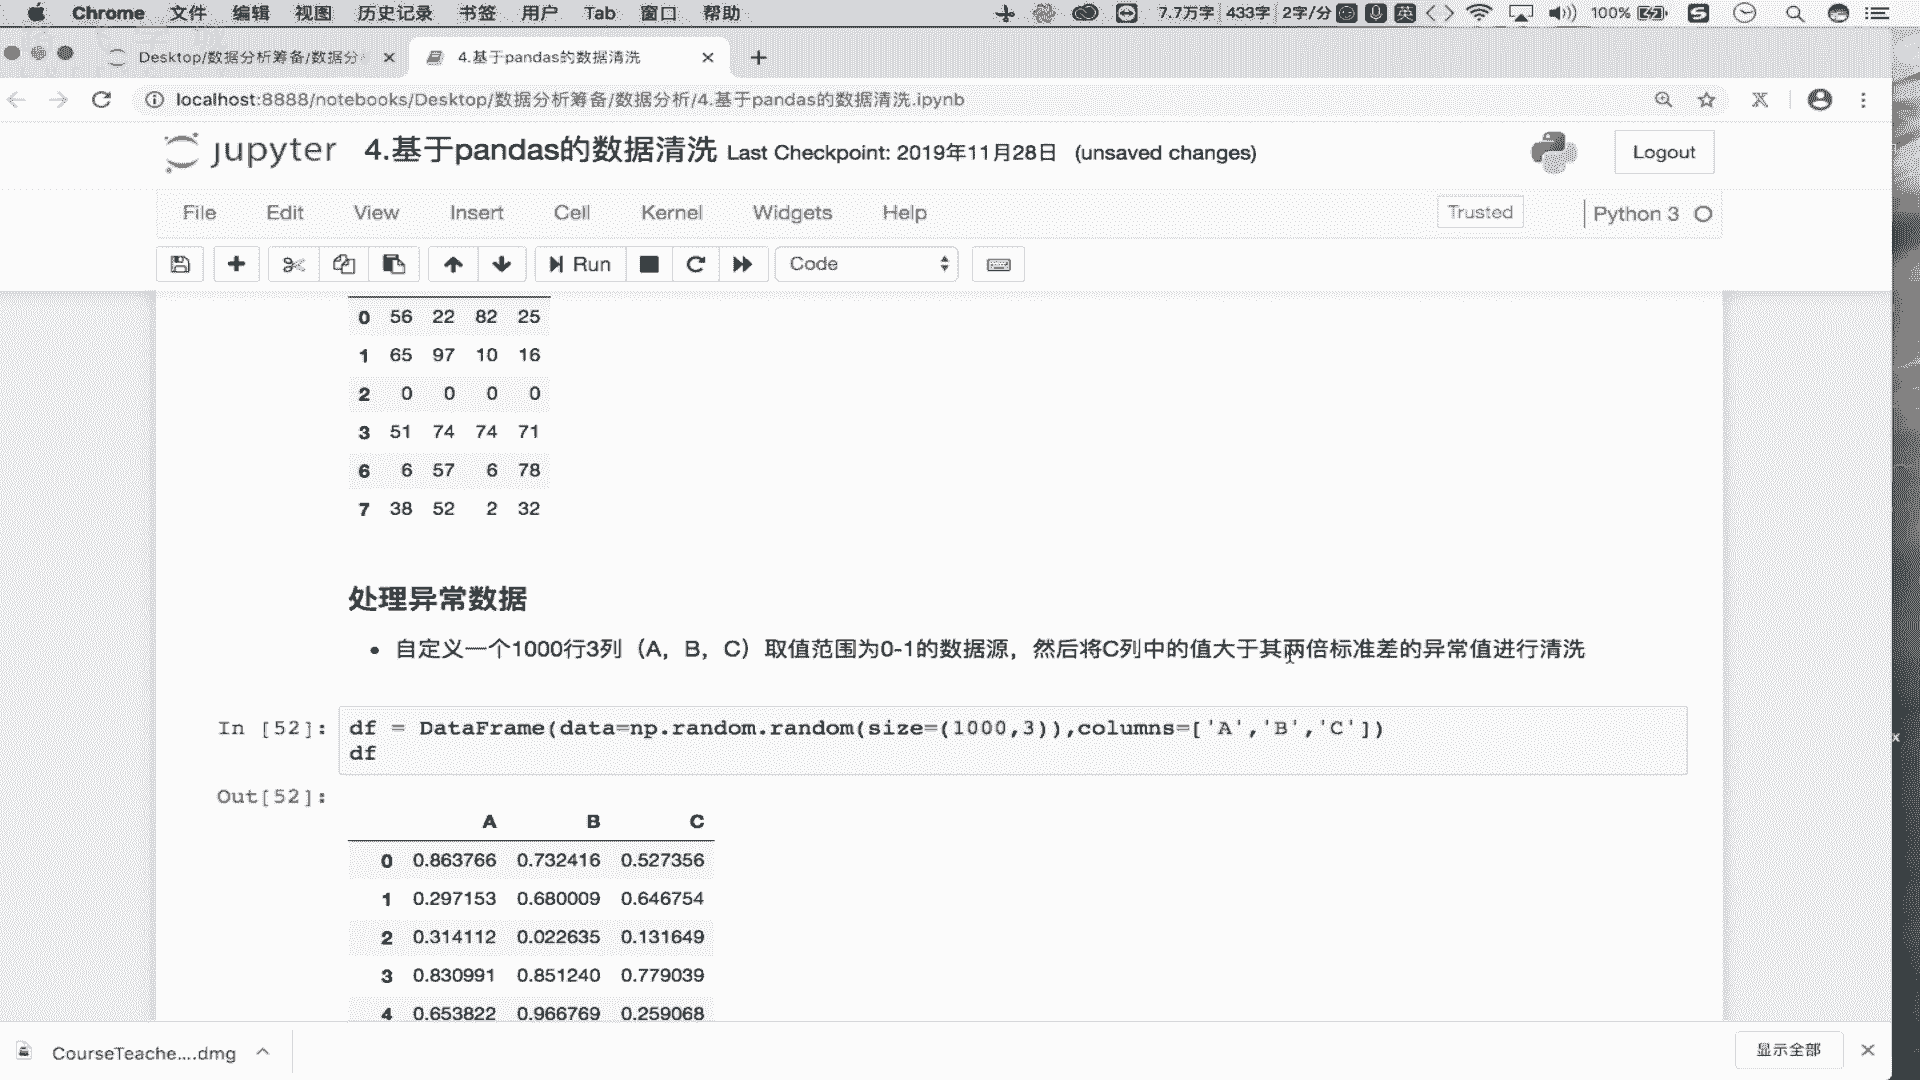 Chrome 文件 编辑 视图 历史记录 书签 用户 Tab 窗口 帮助 7.7万字 433字 2字/分 英 100%
Desktop/数据分析筹备/数据分 4.基于pandas的数据清洗
localhost:8888/notebooks/Desktop/数据分析筹备/数据分析/4.基于pandas的数据清洗.ipynb
jupyter 4.基于pandas的数据清洗 Last Checkpoint: 2019年11月28日 (unsaved changes) Logout
File Edit View Insert Cell Kernel Widgets Help Trusted Python 3
Run Code
0 56 22 82 25
1 65 97 10 16
2 0 0 0 0
3 51 74 74 71
6 6 57 6 78
7 38 52 2 32
处理异常数据
• 自定义一个1000行3列（A，B，C）取值范围为0-1的数据源，然后将C列中的值大于其两倍标准差的异常值进行清洗
In [52]: df = DataFrame(data=np.random.random(size=(1000,3)),columns=['A','B','C'])
df
Out[52]:
A B C
0 0.863766 0.732416 0.527356
1 0.297153 0.680009 0.646754
2 0.314112 0.022635 0.131649
3 0.830991 0.851240 0.779039
4 0.653822 0.966769 0.259068
CourseTeache....dmg 显示全部